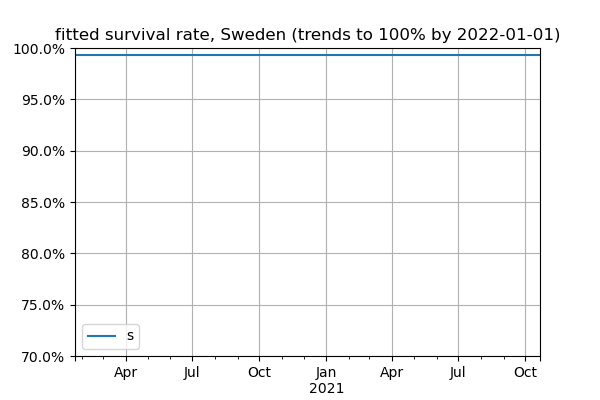 fitted survival rate, Sweden (trends to 100% by 2022-01-01)
100.0%
95.0%
90.0%
85.0%
80.0%
75.0%
70.0%
s
Apr Jul Oct Jan Apr Jul Oct
2021